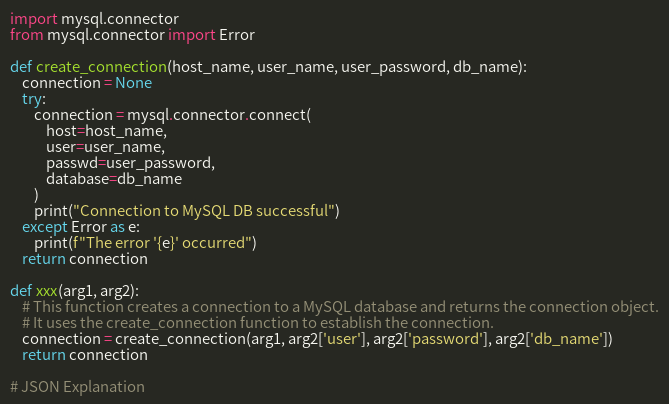 import mysql.connector
from mysql.connector import Error

def create_connection(host_name, user_name, user_password, db_name):
    connection = None
    try:
        connection = mysql.connector.connect(
            host=host_name,
            user=user_name,
            passwd=user_password,
            database=db_name
        )
        print("Connection to MySQL DB successful")
    except Error as e:
        print(f"The error '{e}' occurred")
    return connection

def xxx(arg1, arg2):
    # This function creates a connection to a MySQL database and returns the connection object.
    # It uses the create_connection function to establish the connection.
    connection = create_connection(arg1, arg2['user'], arg2['password'], arg2['db_name'])
    return connection

# JSON Explanation